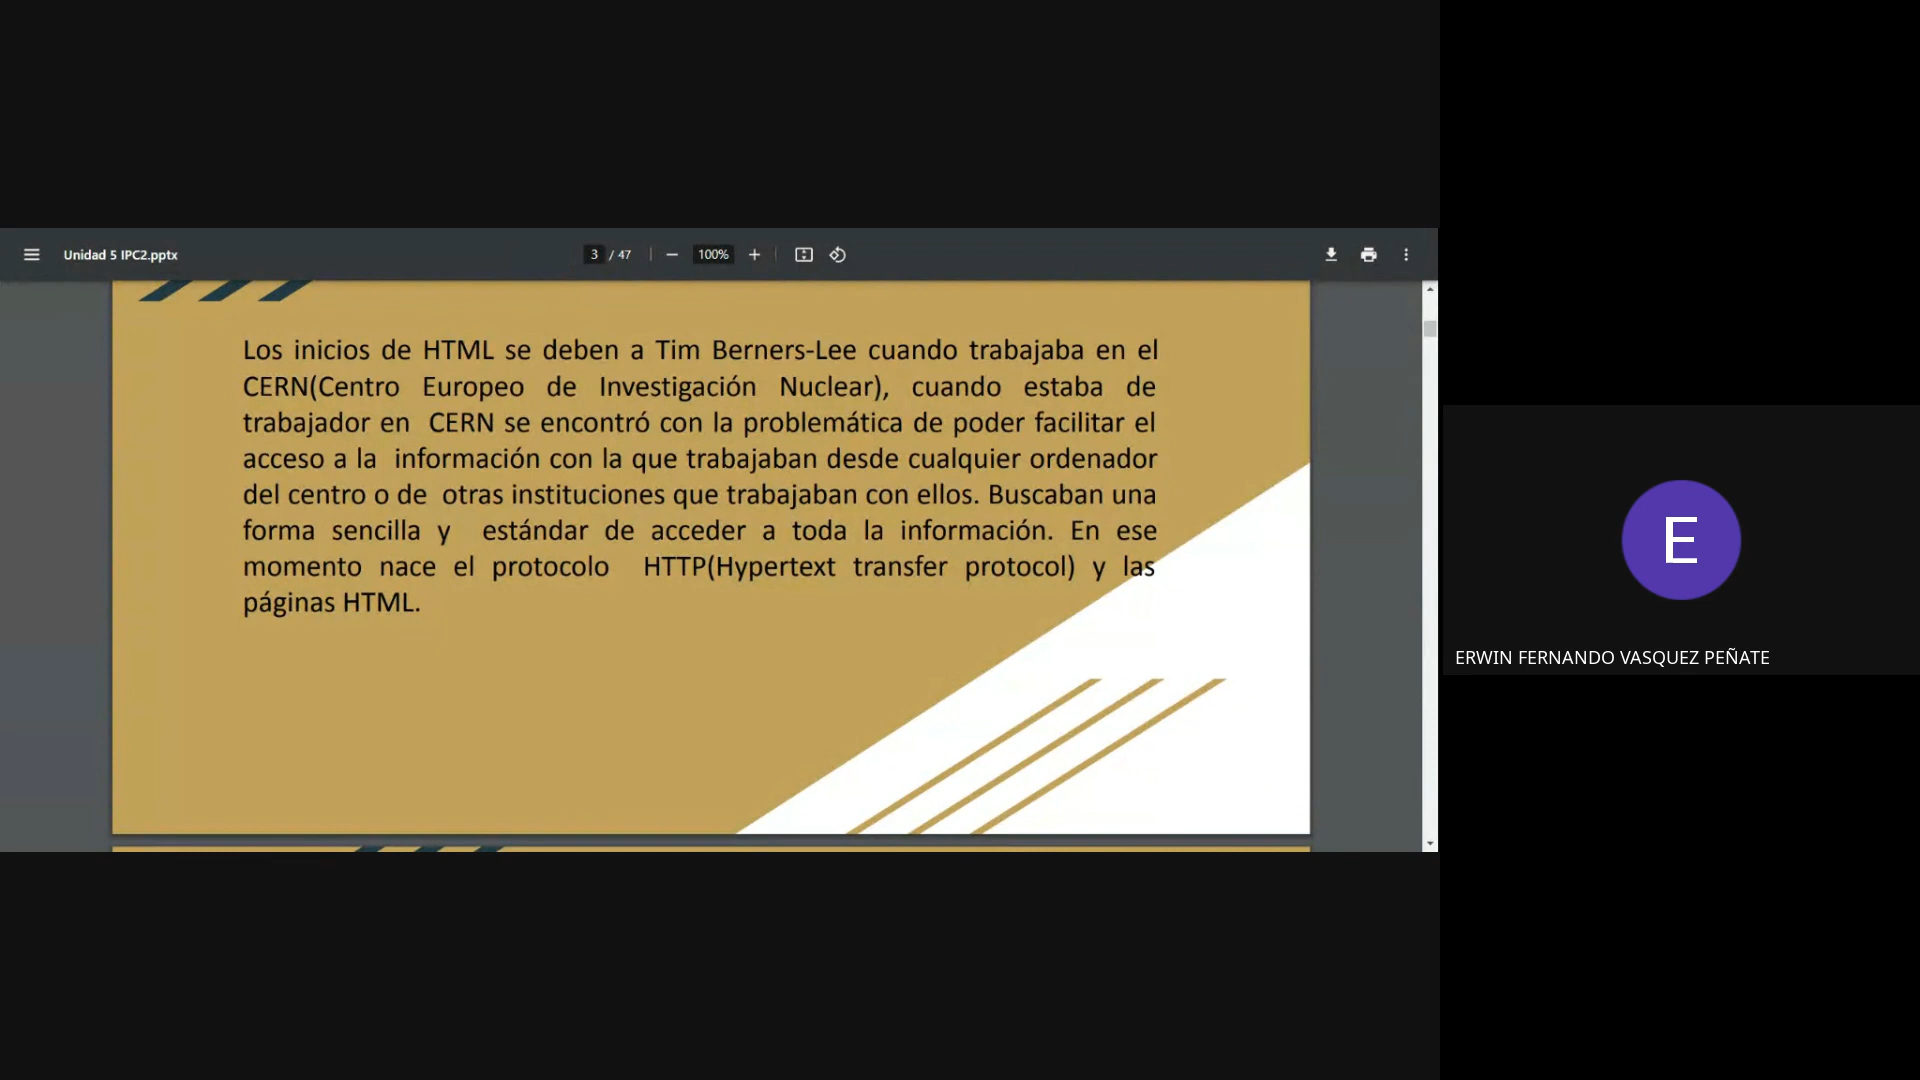 Unidad 5 IPC2.pptx
3 / 47
100%
Los inicios de HTML se deben a Tim Berners-Lee cuando trabajaba en el
CERN(Centro Europeo de Investigación Nuclear), cuando estaba de
trabajador en CERN se encontró con la problemática de poder facilitar el
acceso a la información con la que trabajaban desde cualquier ordenador
del centro o de otras instituciones que trabajaban con ellos. Buscaban una
forma sencilla y estándar de acceder a toda la información. En ese
momento nace el protocolo HTTP(Hypertext transfer protocol) y las
páginas HTML.
E
ERWIN FERNANDO VASQUEZ PEÑATE